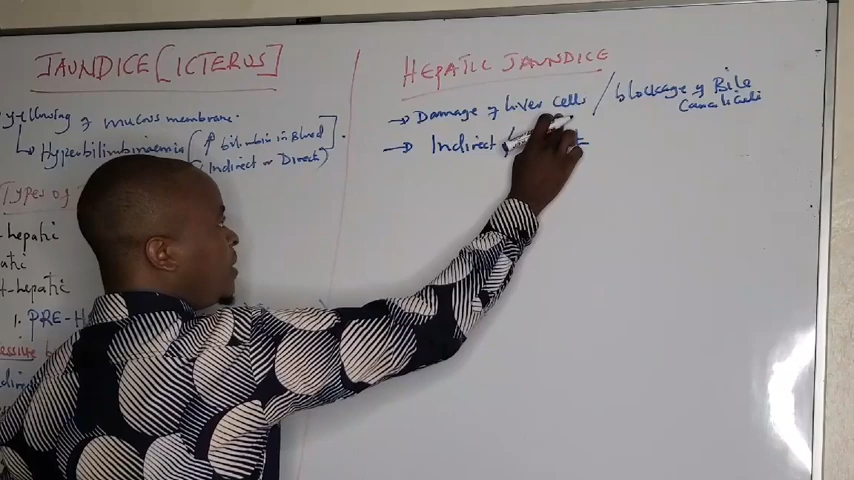 JAUNDICE [ICTERUS]
yellowing of mucous membrane.
Hyperbilirubinaemia [↑ bilirubin in Blood].
(Indirect or Direct)
Types of
-hepatic
atic
t-hepatic
1. PRE-H
HEPATIC JAUNDICE
→ Damage of liver cells / blockage of Bile
Canaliculi
→ Indirect